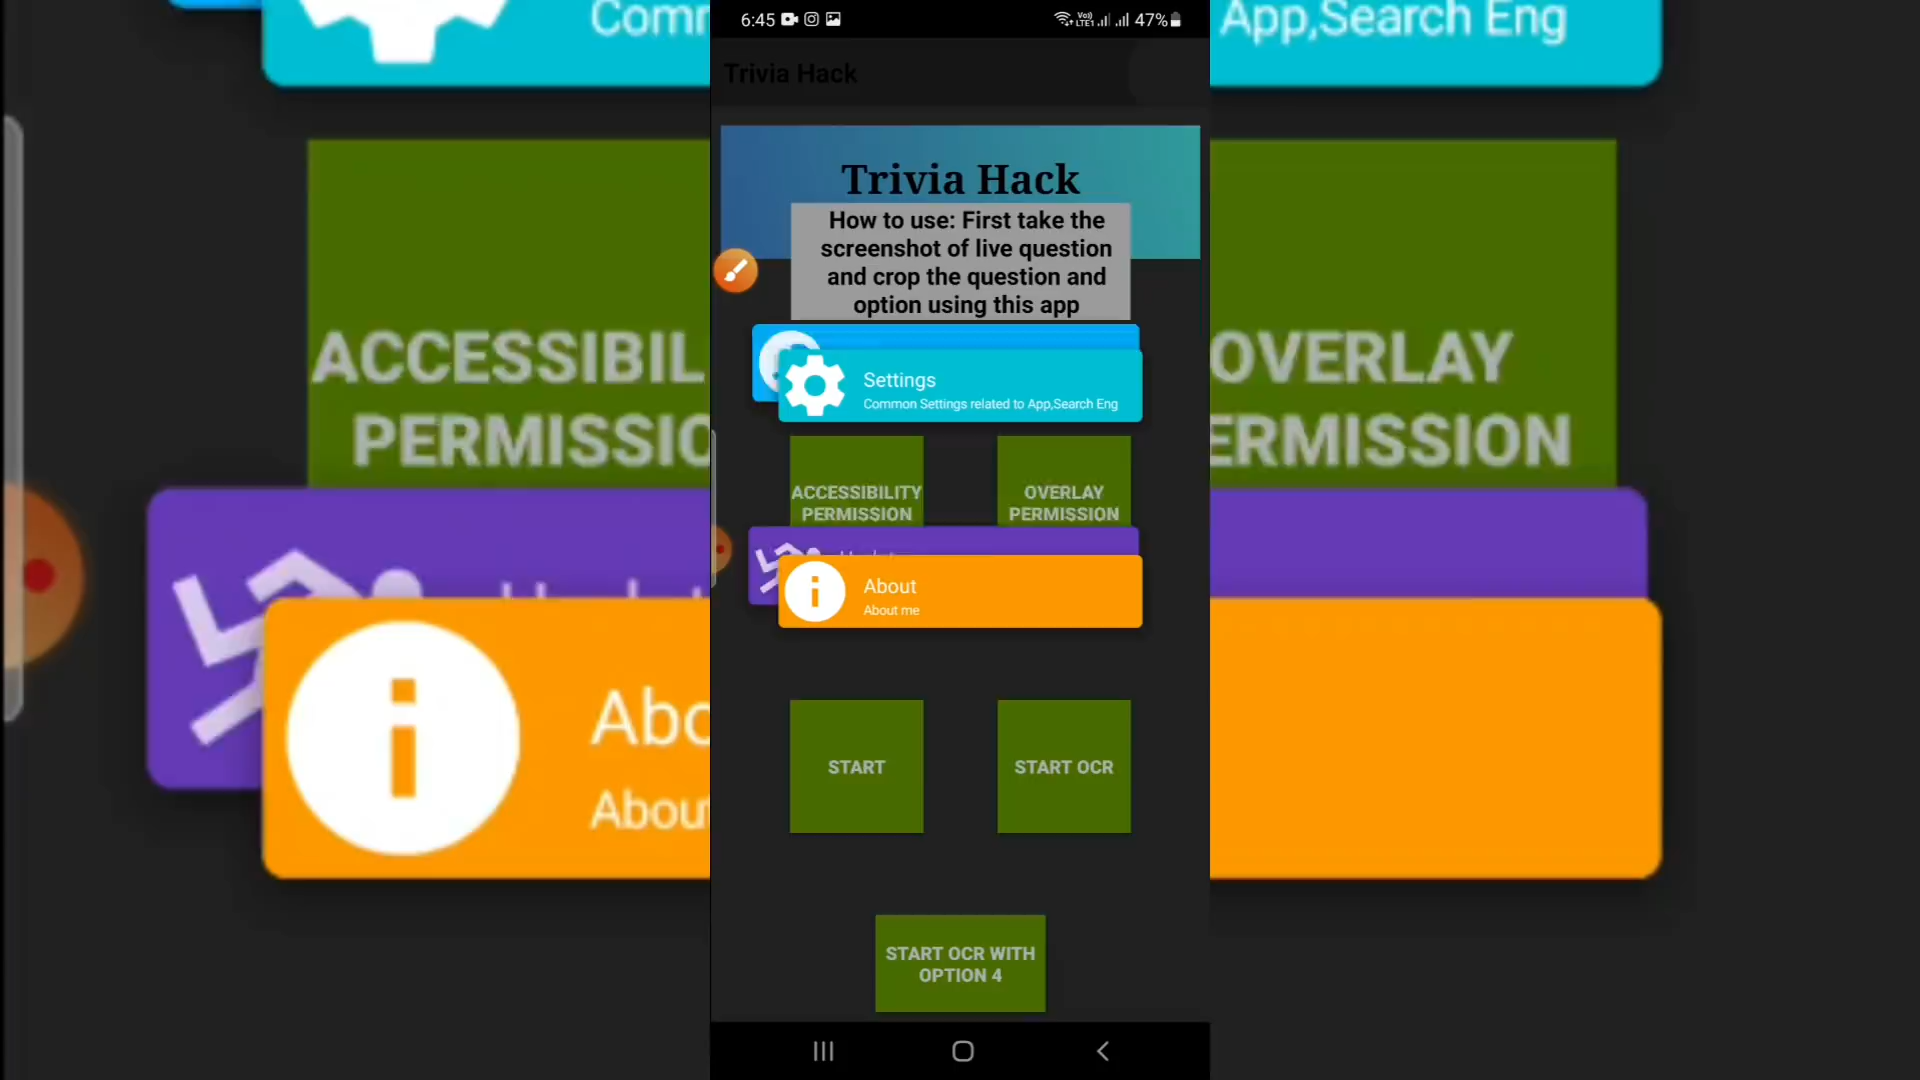 Comm
App,Search Eng
6:45
Vo))
LTE1
47%
Trivia Hack
Trivia Hack
How to use: First take the
screenshot of live question
and crop the question and
option using this app
Settings
Common Settings related to App,Search Eng
ACCESSIBIL
PERMISSIO
OVERLAY
ERMISSION
ACCESSIBILITY
PERMISSION
OVERLAY
PERMISSION
About
About me
Abo
Abou
START
START OCR
START OCR WITH
OPTION 4